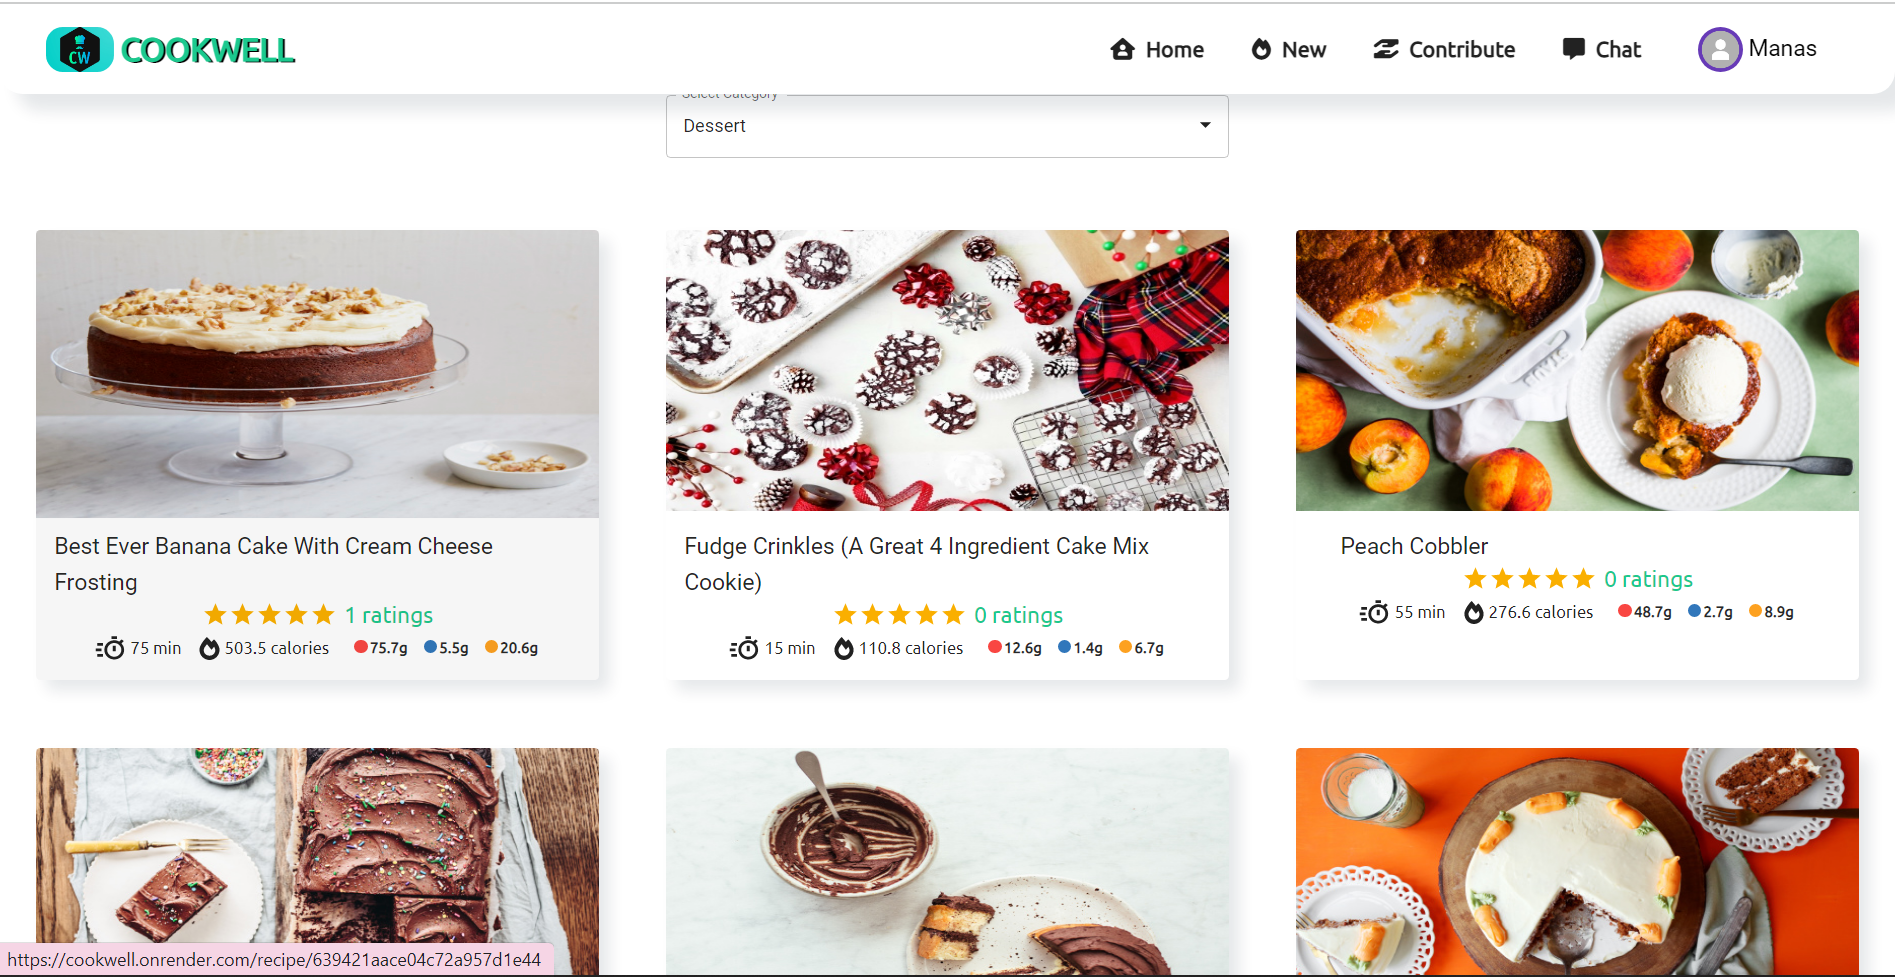 CW COOKWELL
Home New Contribute Chat Manas
Select Category
Dessert
Best Ever Banana Cake With Cream Cheese
Frosting
1 ratings
75 min 503.5 calories 75.7g 5.5g 20.6g
Fudge Crinkles (A Great 4 Ingredient Cake Mix
Cookie)
0 ratings
15 min 110.8 calories 12.6g 1.4g 6.7g
Peach Cobbler
0 ratings
55 min 276.6 calories 48.7g 2.7g 8.9g
https://cookwell.onrender.com/recipe/639421aace04c72a957d1e44